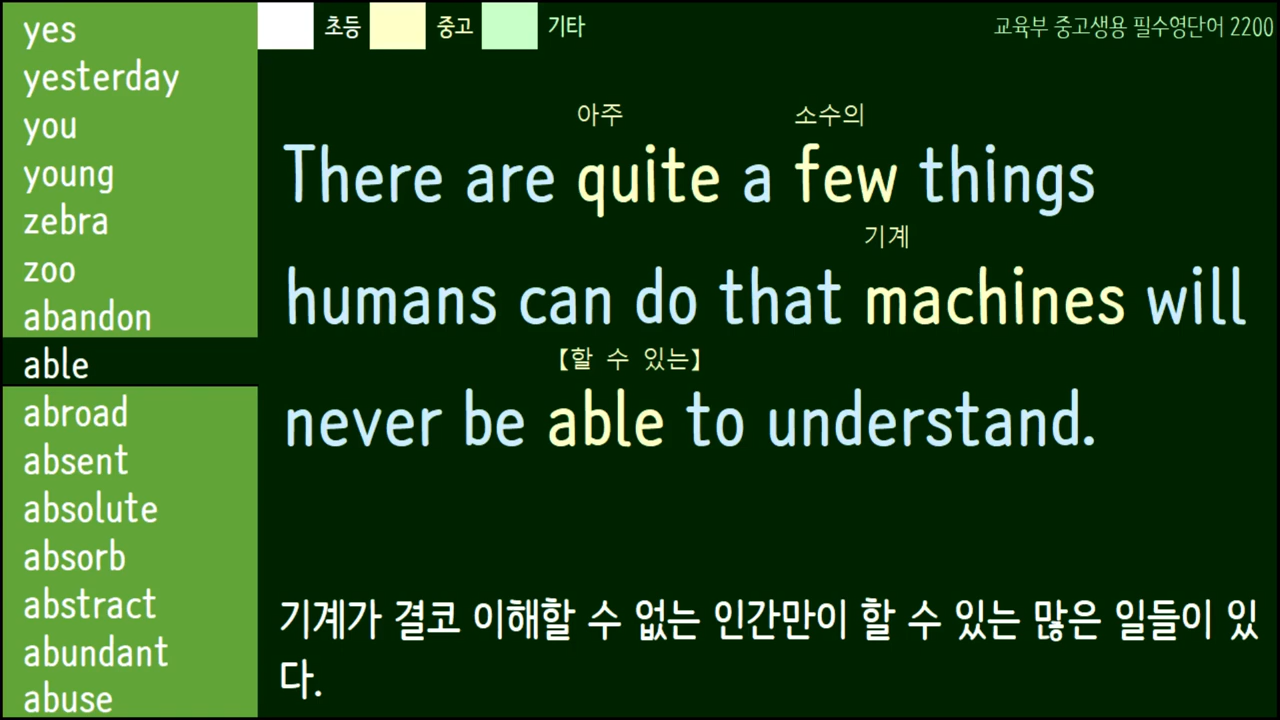 yes
yesterday
you
young
zebra
zoo
abandon
able
abroad
absent
absolute
absorb
abstract
abundant
abuse
초등 중고 기타
교육부 중고생용 필수영단어 2200
아주 소수의
There are quite a few things
기계
humans can do that machines will
【할 수 있는】
never be able to understand.
기계가 결코 이해할 수 없는 인간만이 할 수 있는 많은 일들이 있
다.